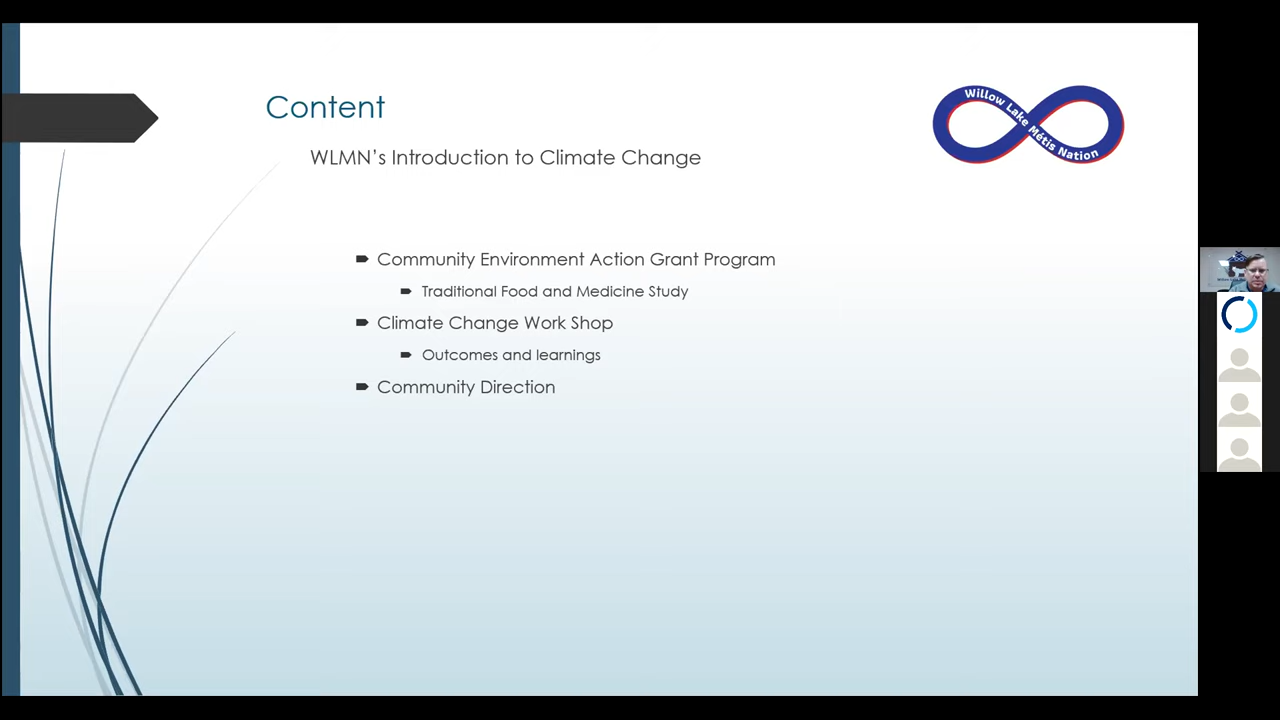 Content
Willow Lake Métis Nation
WLMN's Introduction to Climate Change
Community Environment Action Grant Program
Traditional Food and Medicine Study
Climate Change Work Shop
Outcomes and learnings
Community Direction